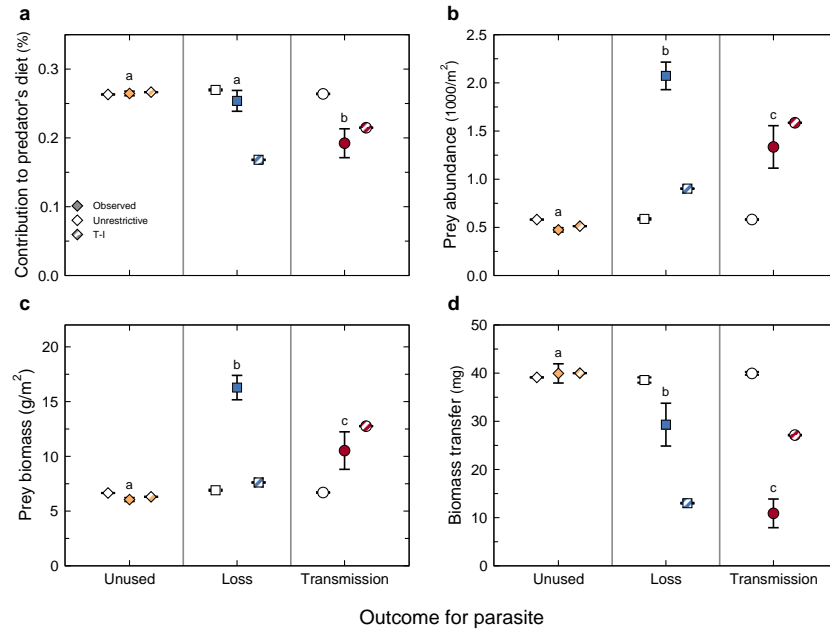 a
Contribution to predator's diet (%)
0.3
0.2
0.1
0.0
a
a
b
Observed
Unrestrictive
T-I
b
Prey abundance (1000/m²)
2.5
2.0
1.5
1.0
0.5
0.0
a
b
c
c
Prey biomass (g/m²)
20
15
10
5
0
a
b
c
Unused
Loss
Transmission
d
Biomass transfer (mg)
50
40
30
20
10
0
a
b
c
Unused
Loss
Transmission
Outcome for parasite